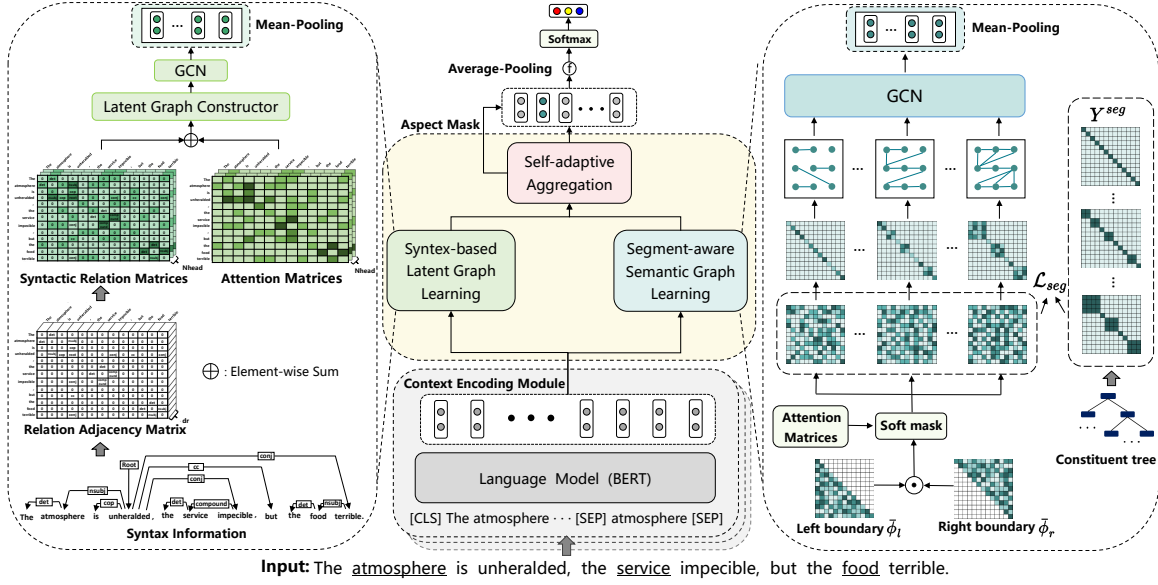 Mean-Pooling
GCN
Latent Graph Constructor
Syntactic Relation Matrices
Nhead
Attention Matrices
Nhead
Relation Adjacency Matrix
dr
⊕ : Element-wise Sum
Root
conj
cc
conj
nsubj
det
cop
det
compound
det
nsubj
The atmosphere is unheralded, the service impecible, but the food terrible.
Syntax Information
Softmax
Average-Pooling
f
Aspect Mask
Self-adaptive
Aggregation
Syntex-based
Latent Graph
Learning
Segment-aware
Semantic Graph
Learning
Context Encoding Module
Language Model (BERT)
[CLS] The atmosphere · · · [SEP] atmosphere [SEP]
Mean-Pooling
GCN
Y^seg
ℒ_seg
Attention
Matrices
Soft mask
Constituent tree
Left boundary ϕ̄_l
Right boundary ϕ̄_r
Input: The atmosphere is unheralded, the service impecible, but the food terrible.